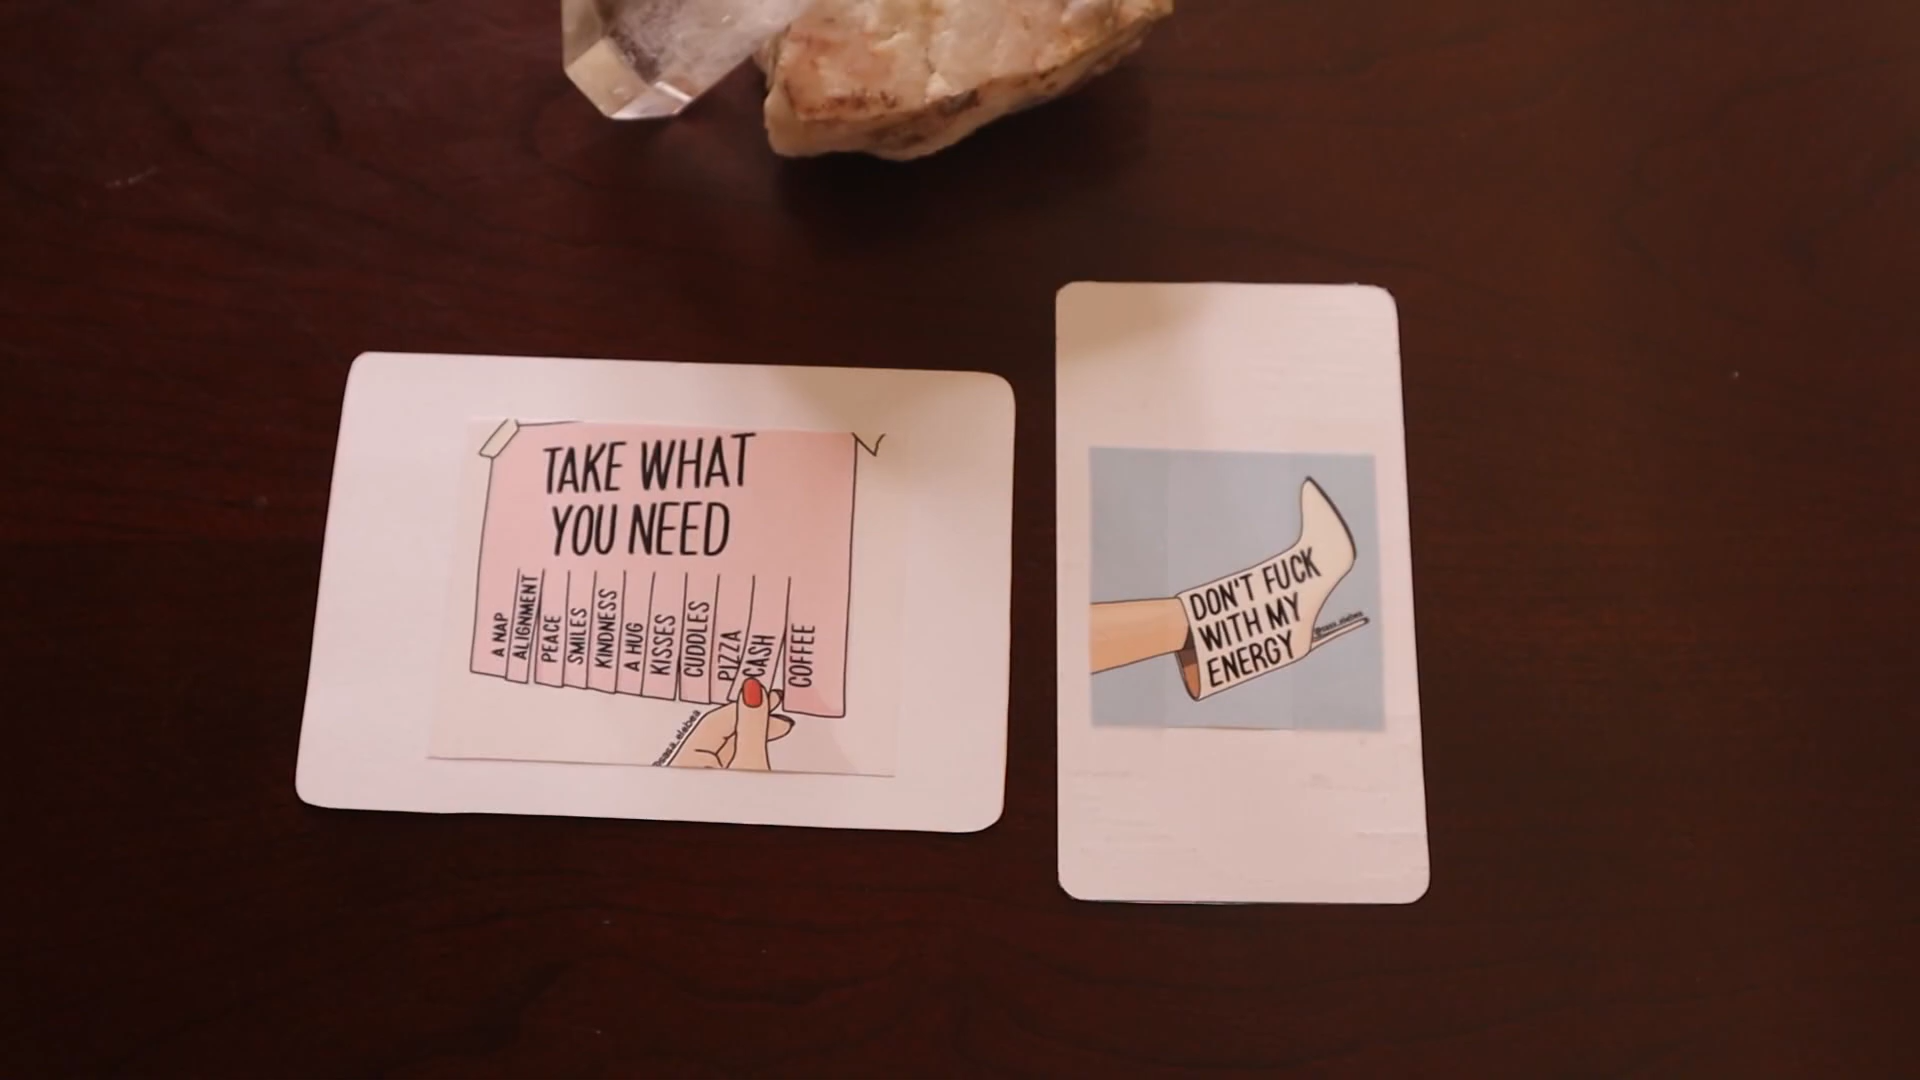 TAKE WHAT
YOU NEED
A NAP
ALIGNMENT
PEACE
SMILES
KINDNESS
A HUG
KISSES
CUDDLES
PIZZA
CASH
COFFEE
DON'T FUCK
WITH MY
ENERGY